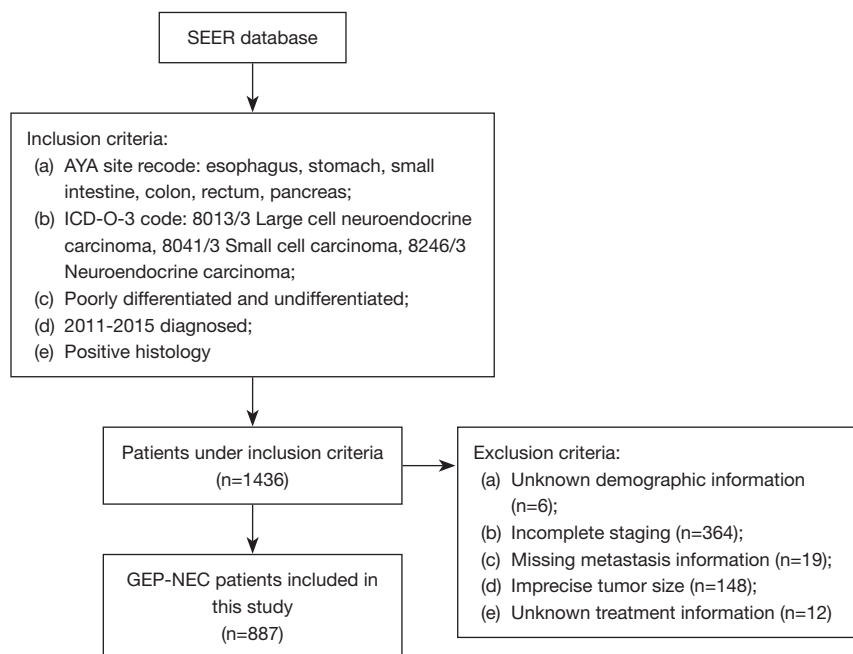 SEER database
Inclusion criteria:
(a) AYA site recode: esophagus, stomach, small
intestine, colon, rectum, pancreas;
(b) ICD-O-3 code: 8013/3 Large cell neuroendocrine
carcinoma, 8041/3 Small cell carcinoma, 8246/3
Neuroendocrine carcinoma;
(c) Poorly differentiated and undifferentiated;
(d) 2011-2015 diagnosed;
(e) Positive histology
Patients under inclusion criteria
(n=1436)
Exclusion criteria:
(a) Unknown demographic information
(n=6);
(b) Incomplete staging (n=364);
(c) Missing metastasis information (n=19);
(d) Imprecise tumor size (n=148);
(e) Unknown treatment information (n=12)
GEP-NEC patients included in
this study
(n=887)